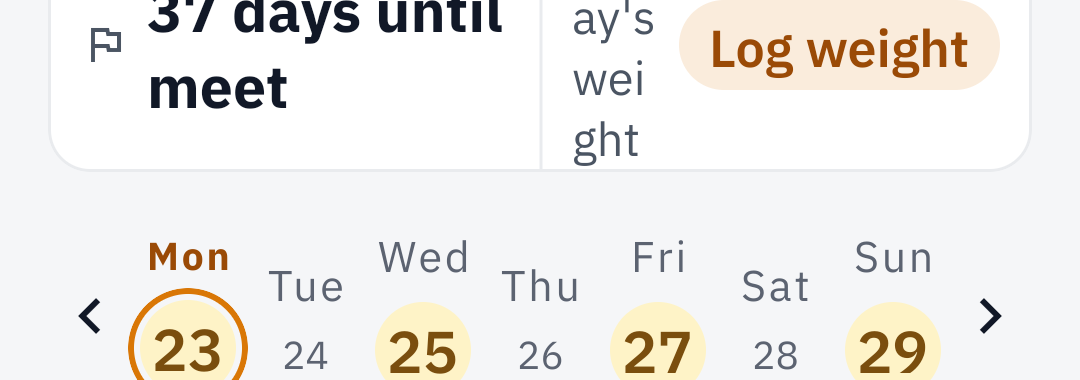 37 days until
meet
ay's
wei
ght
Log weight
Mon Tue Wed Thu Fri Sat Sun
23 24 25 26 27 28 29